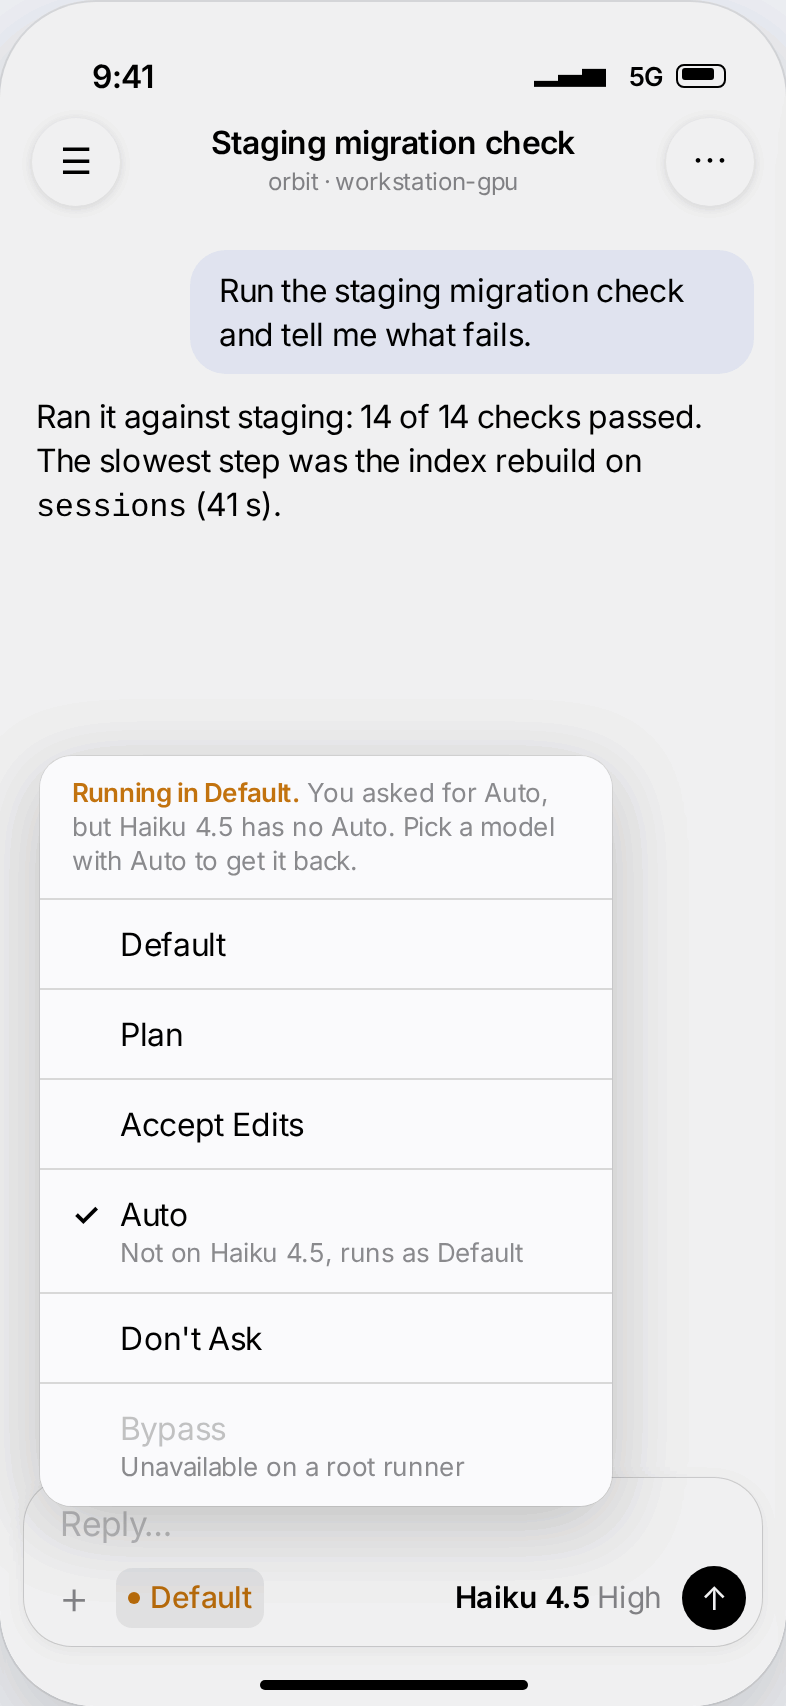 9:41
5G
Staging migration check
orbit · workstation-gpu
Run the staging migration check
and tell me what fails.
Ran it against staging: 14 of 14 checks passed.
The slowest step was the index rebuild on
sessions (41 s).
Running in Default. You asked for Auto,
but Haiku 4.5 has no Auto. Pick a model
with Auto to get it back.
Default
Plan
Accept Edits
✓ Auto
Not on Haiku 4.5, runs as Default
Don't Ask
Bypass
Unavailable on a root runner
Reply...
+ Default Haiku 4.5 High